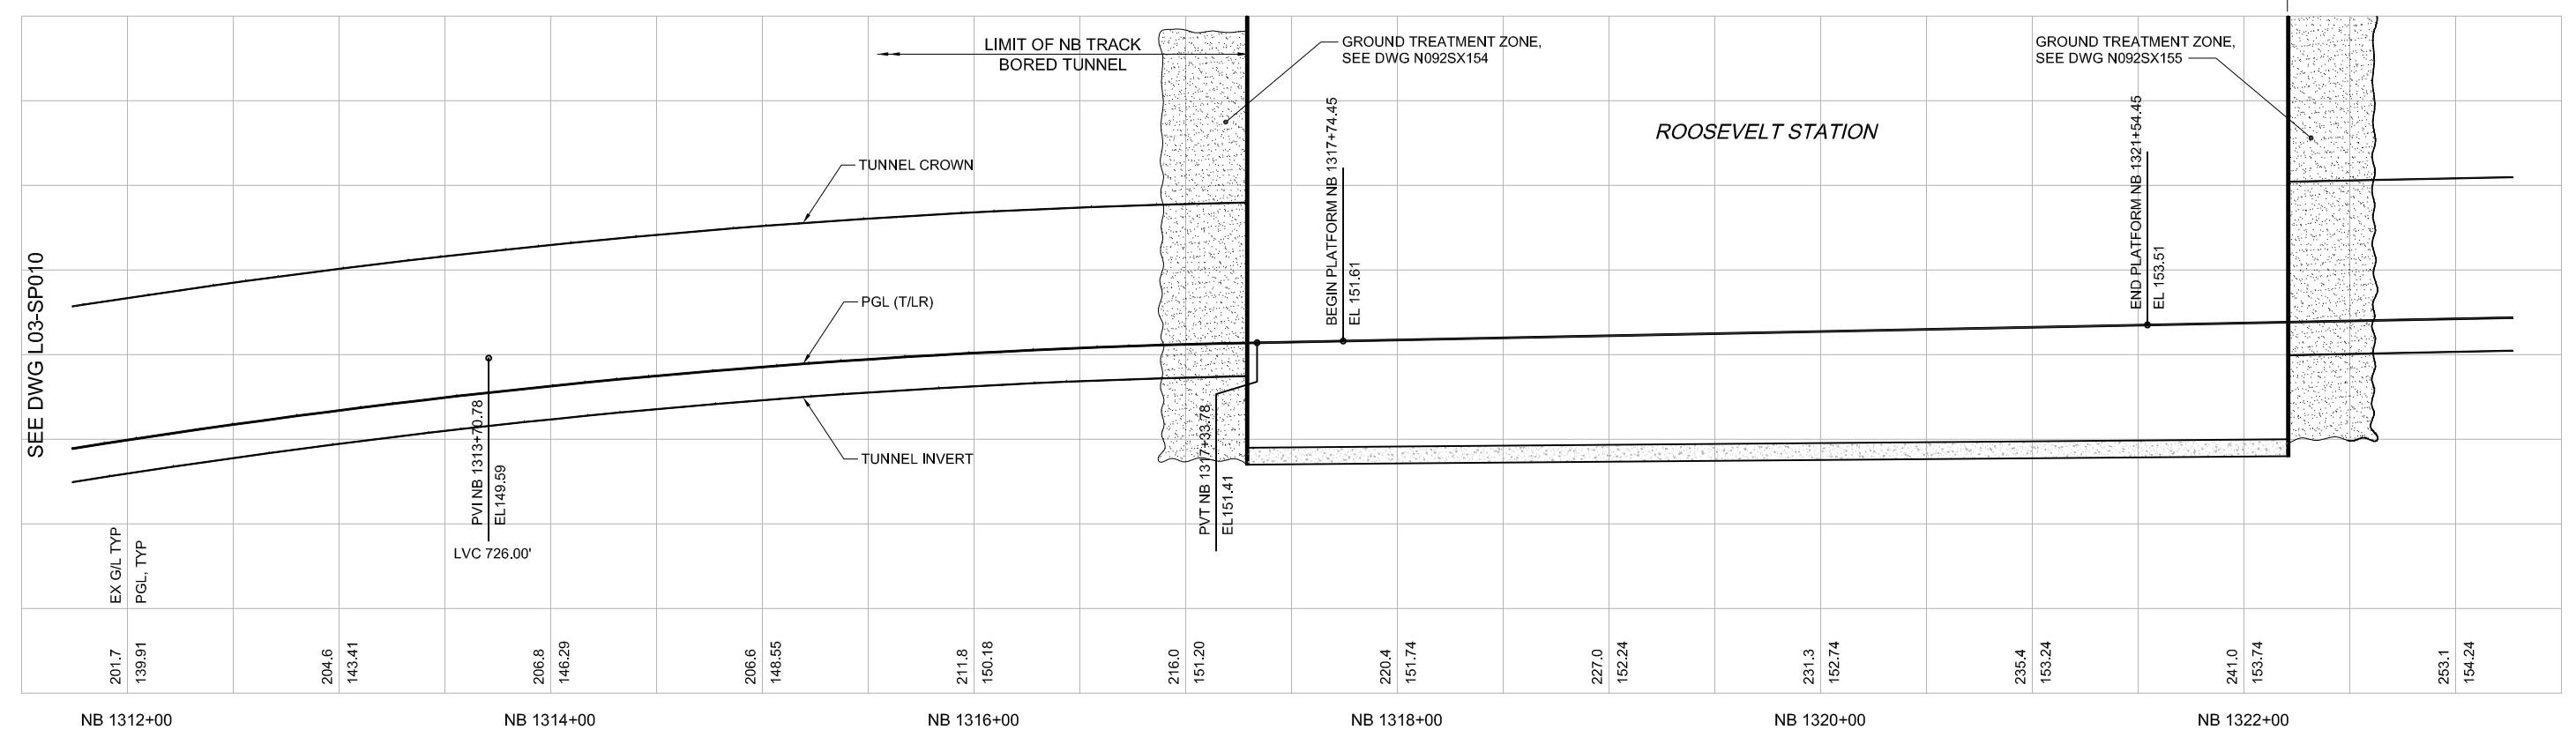 LIMIT OF NB TRACK
BORED TUNNEL
GROUND TREATMENT ZONE,
SEE DWG N092SX154
GROUND TREATMENT ZONE,
SEE DWG N092SX155
ROOSEVELT STATION
BEGIN PLATFORM NB 1317+74.45
EL 151.61
END PLATFORM NB 1321+54.45
EL 153.51
TUNNEL CROWN
SEE DWG L03-SP010
PGL (T/LR)
TUNNEL INVERT
PVI NB 1313+70.78
EL149.59
LVC 726.00'
PVT NB 1317+33.78
EL151.41
EX G/L TYP
PGL, TYP
201.7
139.91
204.6
143.41
206.8
146.29
206.6
148.55
211.8
150.18
216.0
151.20
220.4
151.74
227.0
152.24
231.3
152.74
235.4
153.24
241.0
153.74
253.1
154.24
NB 1312+00
NB 1314+00
NB 1316+00
NB 1318+00
NB 1320+00
NB 1322+00